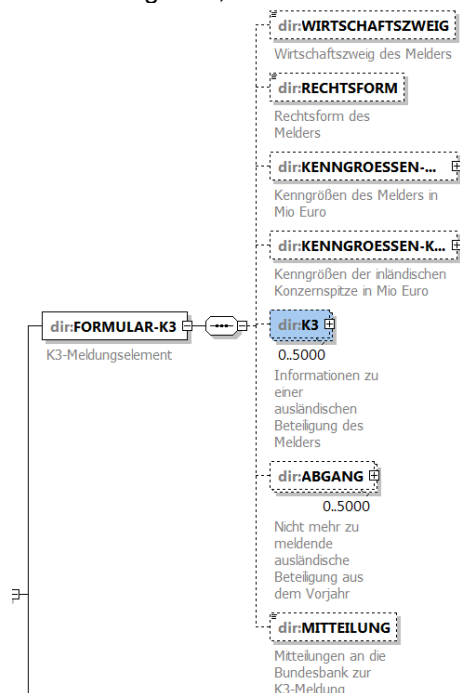 dir:WIRTSCHAFTSZWEIG
Wirtschaftszweig des Melders
dir:RECHTSFORM
Rechtsform des
Melders
dir:KENNGROESSEN-...
Kenngrößen des Melders in
Mio Euro
dir:KENNGROESSEN-K...
Kenngrößen der inländischen
Konzernspitze in Mio Euro
dir:FORMULAR-K3
K3-Meldungselement
dir:K3
0..5000
Informationen zu
einer
ausländischen
Beteiligung des
Melders
dir:ABGANG
0..5000
Nicht mehr zu
meldende
ausländische
Beteiligung aus
dem Vorjahr
dir:MITTEILUNG
Mitteilungen an die
Bundesbank zur
K3-Meldung